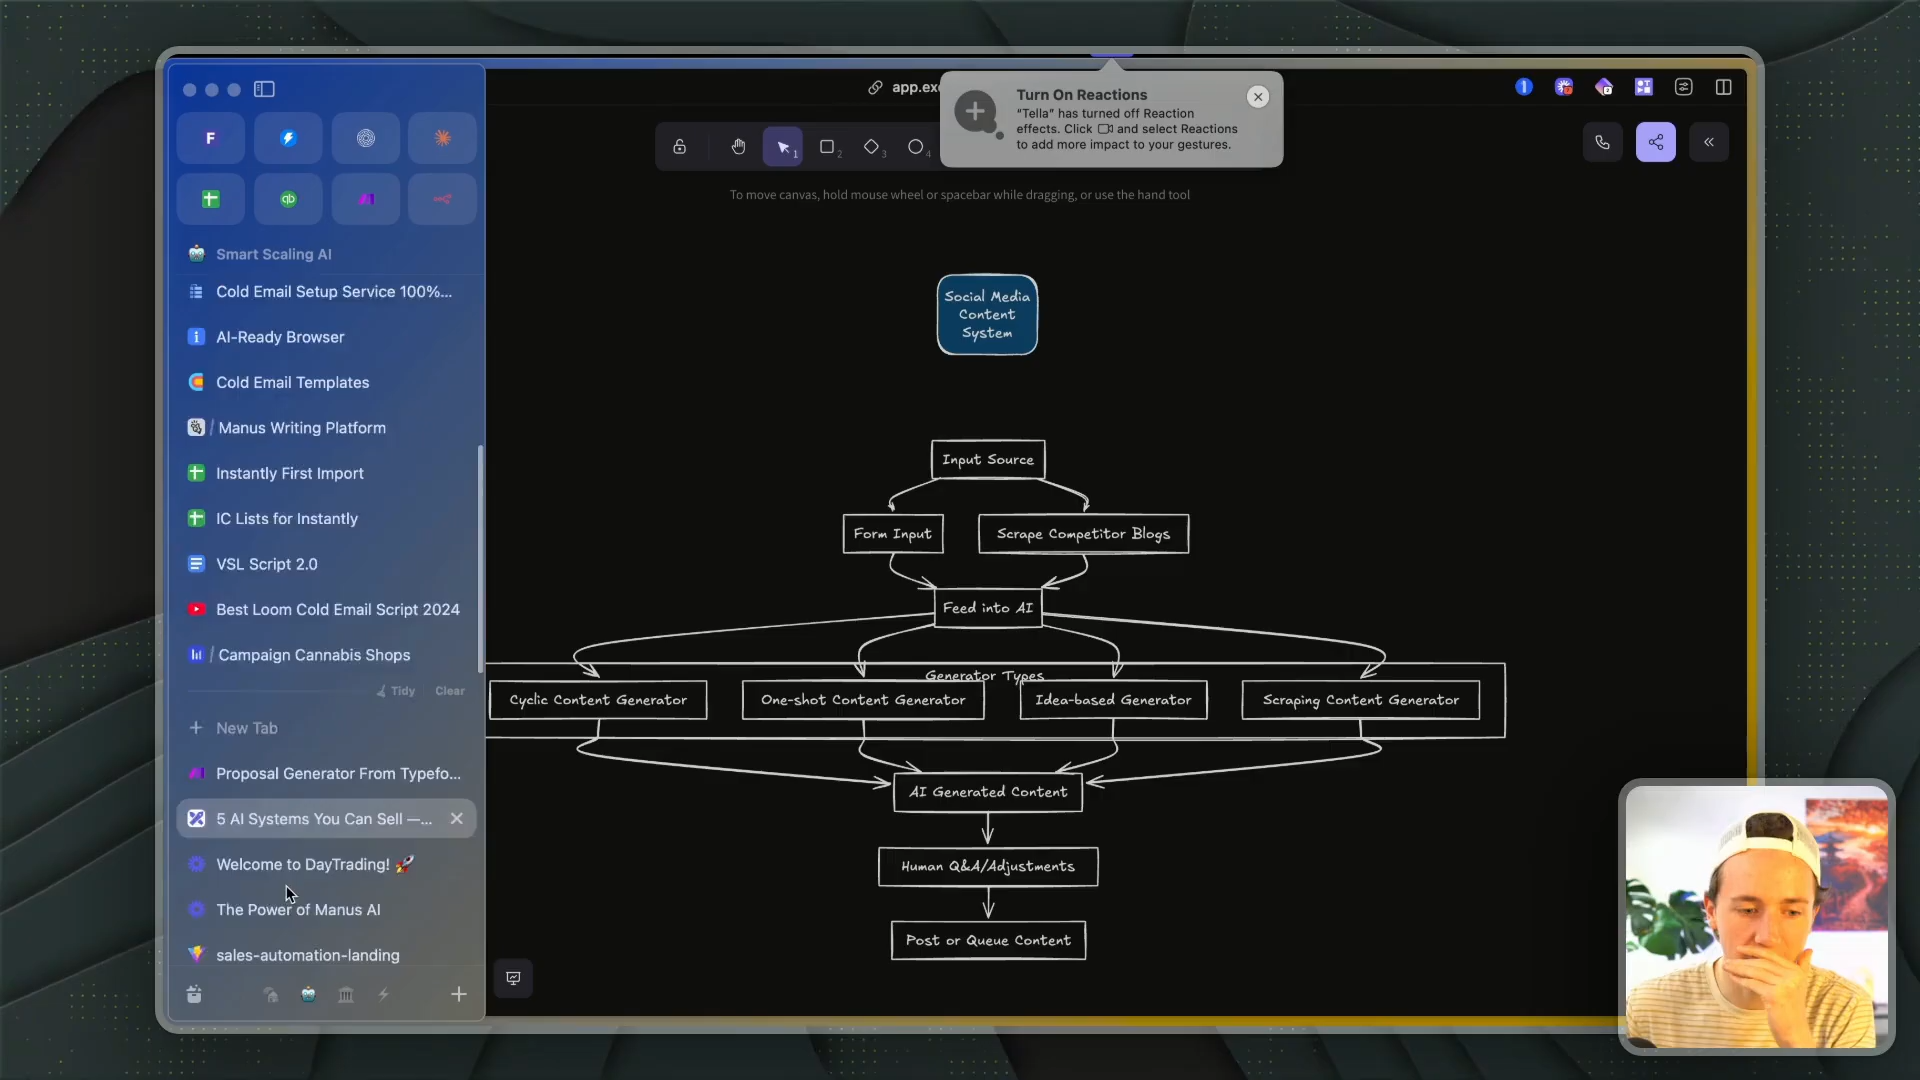 F
Smart Scaling AI
Cold Email Setup Service 100%...
AI-Ready Browser
Cold Email Templates
/ Manus Writing Platform
Instantly First Import
IC Lists for Instantly
VSL Script 2.0
Best Loom Cold Email Script 2024
/ Campaign Cannabis Shops
Tidy
Clear
+ New Tab
Proposal Generator From Typefo...
5 AI Systems You Can Sell —...
Welcome to DayTrading! 🚀
The Power of Manus AI
sales-automation-landing
app.ex
Turn On Reactions
"Tella" has turned off Reaction
effects. Click and select Reactions
to add more impact to your gestures.
1
2
3
4
To move canvas, hold mouse wheel or spacebar while dragging, or use the hand tool
Social Media
Content
System
Input Source
Form Input
Scrape Competitor Blogs
Feed into AI
Generator Types
Cyclic Content Generator
One-shot Content Generator
Idea-based Generator
Scraping Content Generator
AI Generated Content
Human Q&A/Adjustments
Post or Queue Content